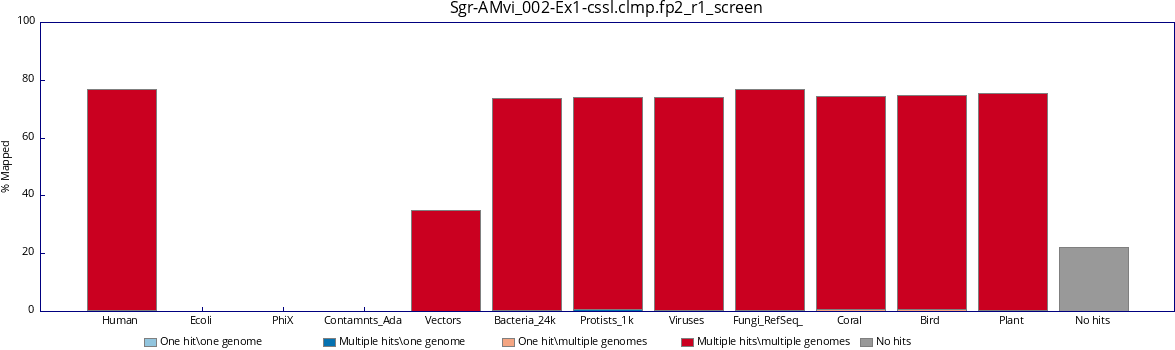 Sgr-AMvi_002-Ex1-cssl.clmp.fp2_r1_screen
100
80
60
40
20
0
% Mapped
Human Ecoli PhiX Contamnts_Ada Vectors Bacteria_24k Protists_1k Viruses Fungi_RefSeq_ Coral Bird Plant No hits
One hit\one genome Multiple hits\one genome One hit\multiple genomes Multiple hits\multiple genomes No hits